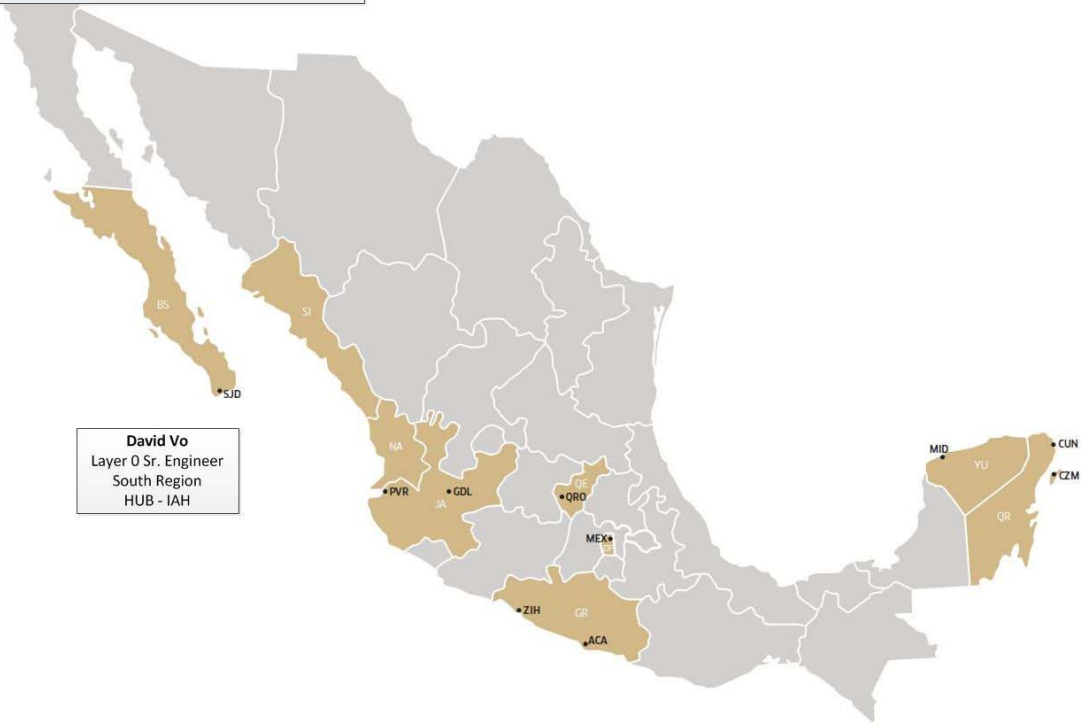 BS
SI
SJD
David Vo
Layer 0 Sr. Engineer
South Region
HUB - IAH
NA
PVR
GDL
JA
QE
QRO
MEX
DF
ZIH
GR
ACA
MID
YU
CUN
CZM
QR